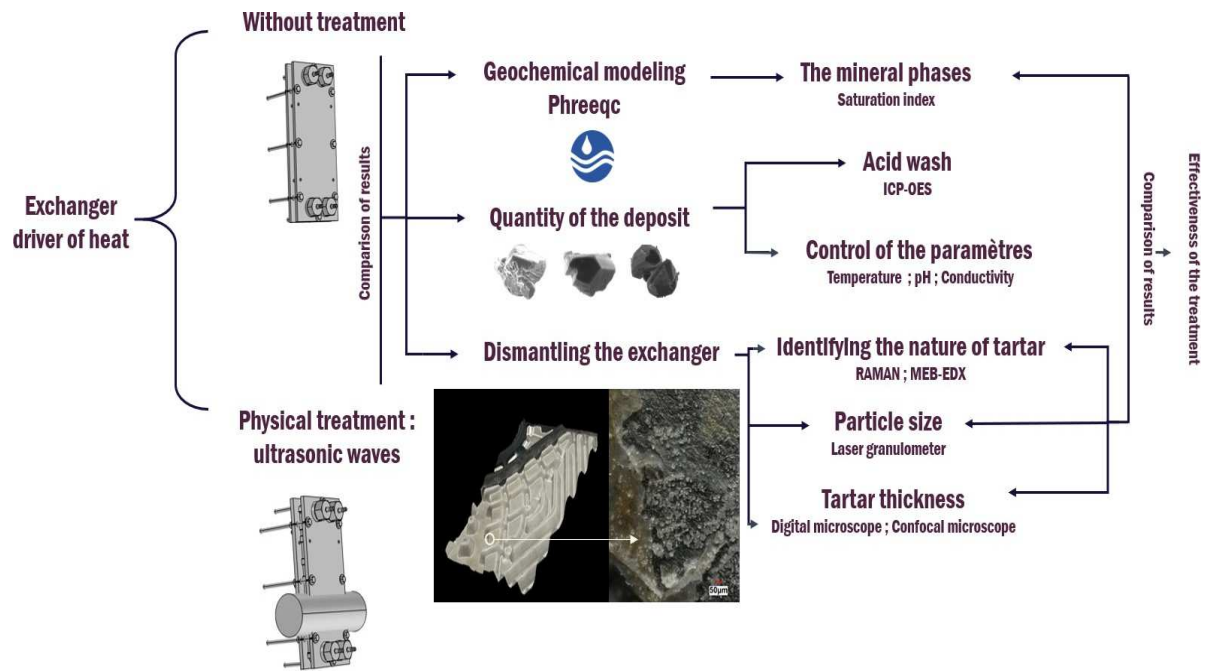 Without treatment
Exchanger
driver of heat
Physical treatment :
ultrasonic waves
Comparison of results
Geochemical modeling
Phreeqc
Quantity of the deposit
Dismantling the exchanger
50µm
The mineral phases
Saturation index
Acid wash
ICP-OES
Control of the paramètres
Temperature ; pH ; Conductivity
Identifying the nature of tartar
RAMAN ; MEB-EDX
Particle size
Laser granulometer
Tartar thickness
Digital microscope ; Confocal microscope
Comparison
of results
Effectiveness of the treatment